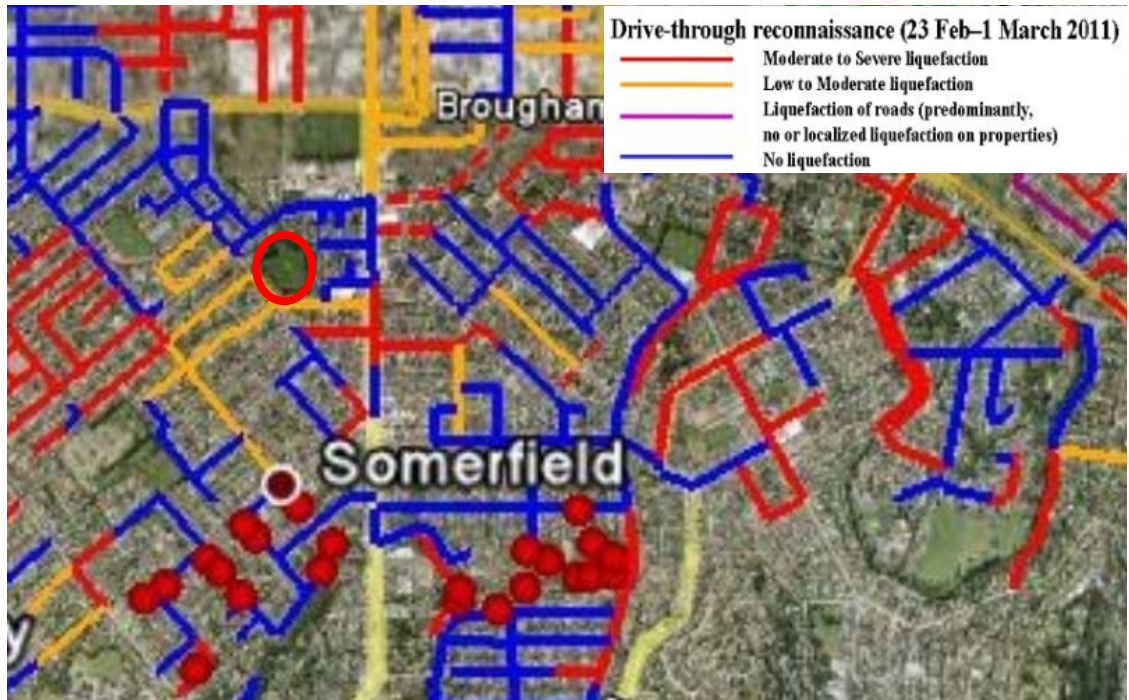 Drive-through reconnaissance (23 Feb–1 March 2011)
Moderate to Severe liquefaction
Low to Moderate liquefaction
Liquefaction of roads (predominantly,
no or localized liquefaction on properties)
No liquefaction
Brougham
Somerfield
y